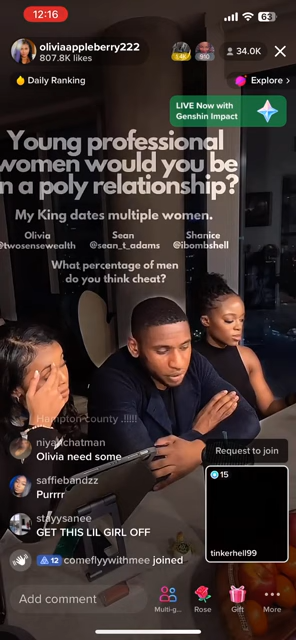 12:16
63
oliviaappleberry222
807.8K likes
34.0K
Daily Ranking
Explore >
LIVE Now with
Genshin Impact
Young professional
women would you be
n a poly relationship?
My King dates multiple women.
Olivia Sean Shanice
@twosensewealth @sean_t_adams @ibombshell
What percentage of men
do you think cheat?
Hampton county .!!!!!
niyahchatman
Olivia need some
saffiebandzz
Purrrr
stayysanee
GET THIS LIL GIRL OFF
12 comeflyywithmee joined
Request to join
15
tinkerhell99
Add comment
Multi-g...
Rose
Gift
More